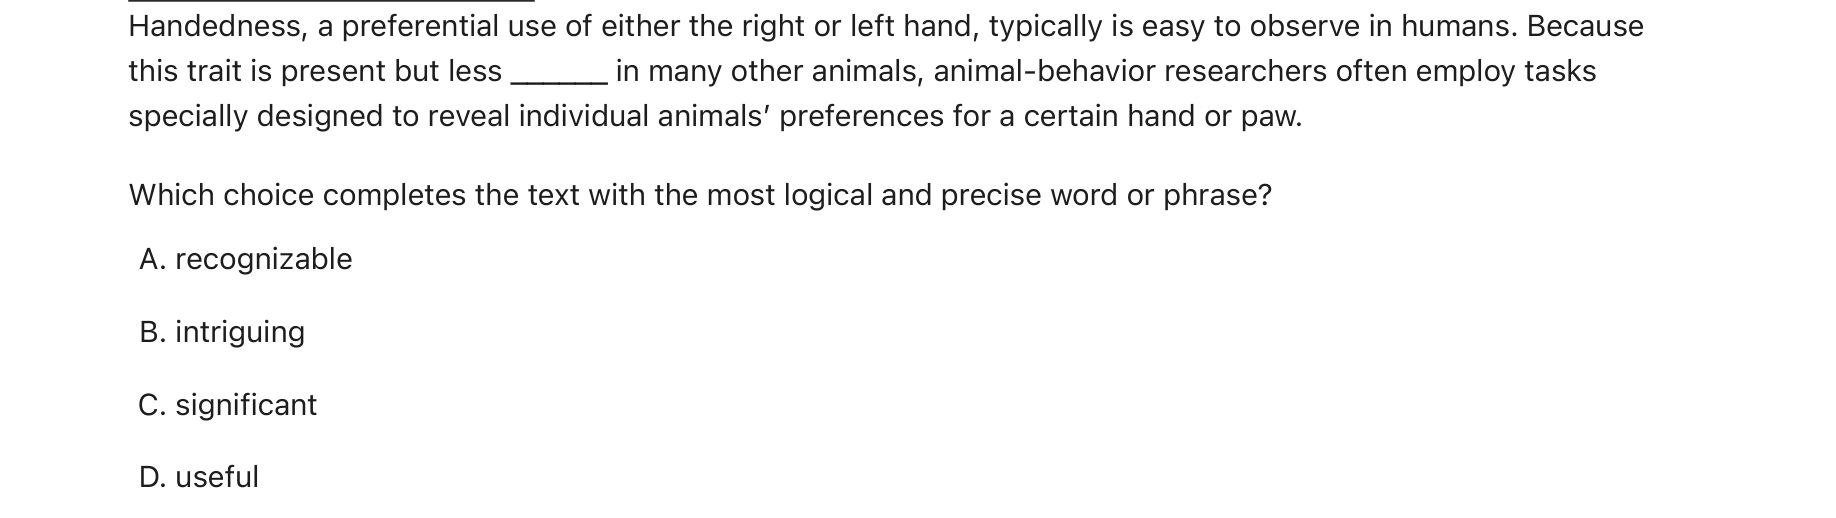 Handedness, a preferential use of either the right or left hand, typically is easy to observe in humans. Because
this trait is present but less ______ in many other animals, animal-behavior researchers often employ tasks
specially designed to reveal individual animals’ preferences for a certain hand or paw.
Which choice completes the text with the most logical and precise word or phrase?
A. recognizable
B. intriguing
C. significant
D. useful